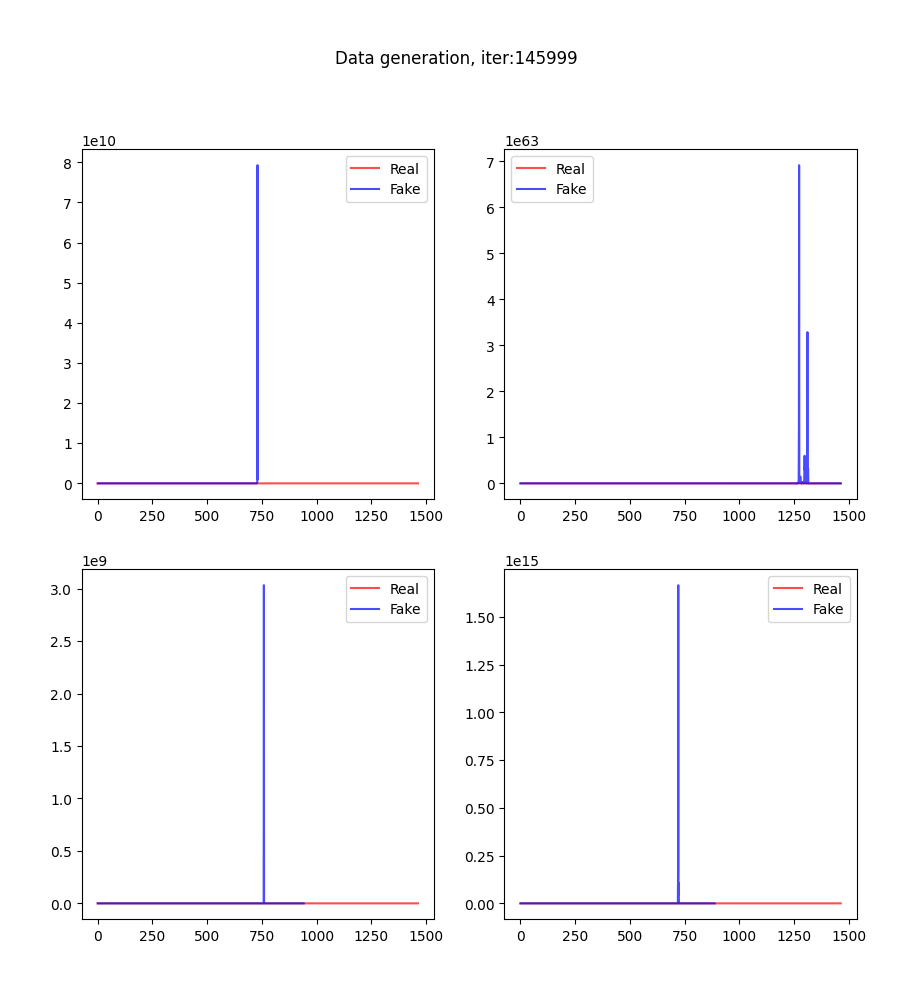 Data generation, iter:145999
1e10
8
7
6
5
4
3
2
1
0
Real
Fake
0 250 500 750 1000 1250 1500
1e63
7
6
5
4
3
2
1
0
Real
Fake
0 250 500 750 1000 1250 1500
1e9
3.0
2.5
2.0
1.5
1.0
0.5
0.0
Real
Fake
0 250 500 750 1000 1250 1500
1e15
1.50
1.25
1.00
0.75
0.50
0.25
0.00
Real
Fake
0 250 500 750 1000 1250 1500